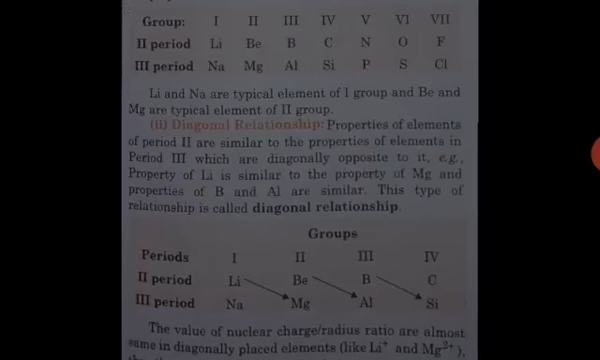 Group: I II III IV V VI VII
II period Li Be B C N O F
III period Na Mg Al Si P S Cl
Li and Na are typical element of I group and Be and
Mg are typical element of II group.
(ii) Diagonal Relationship: Properties of elements
of period II are similar to the properties of elements in
Period III which are diagonally opposite to it, e.g.,
Property of Li is similar to the property of Mg and
properties of B and Al are similar. This type of
relationship is called diagonal relationship.
Groups
Periods I II III IV
II period Li Be B C
III period Na Mg Al Si
The value of nuclear charge/radius ratio are almost
same in diagonally placed elements (like Li⁺ and Mg²⁺),